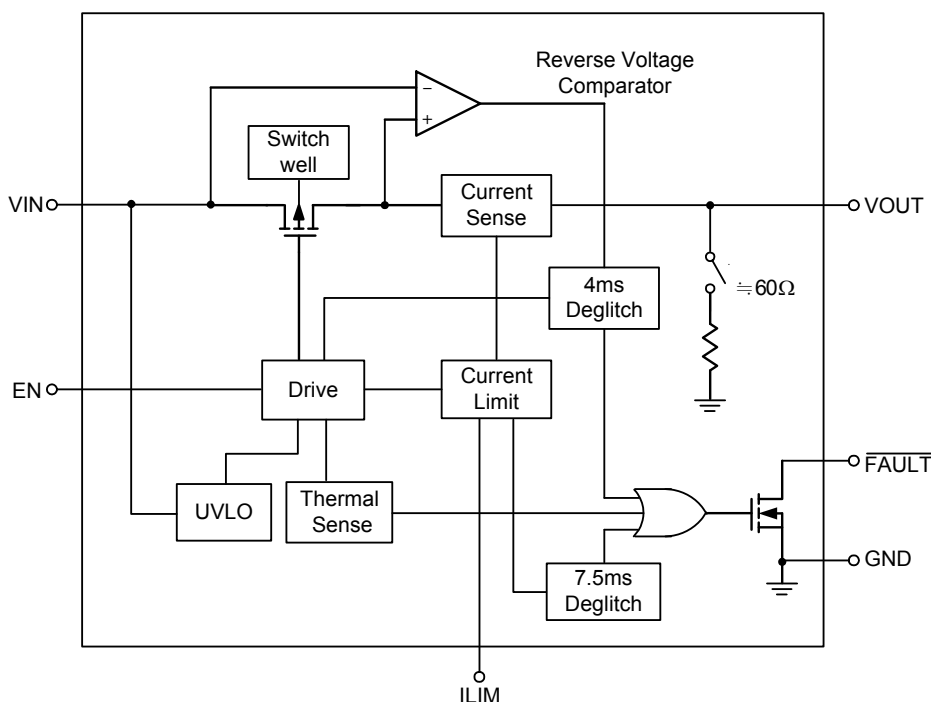 Reverse Voltage
Comparator
−
+
Switch
well
VIN
Current
Sense
VOUT
4ms
Deglitch
≒60Ω
EN
Drive
Current
Limit
FAULT
UVLO
Thermal
Sense
GND
7.5ms
Deglitch
ILIM